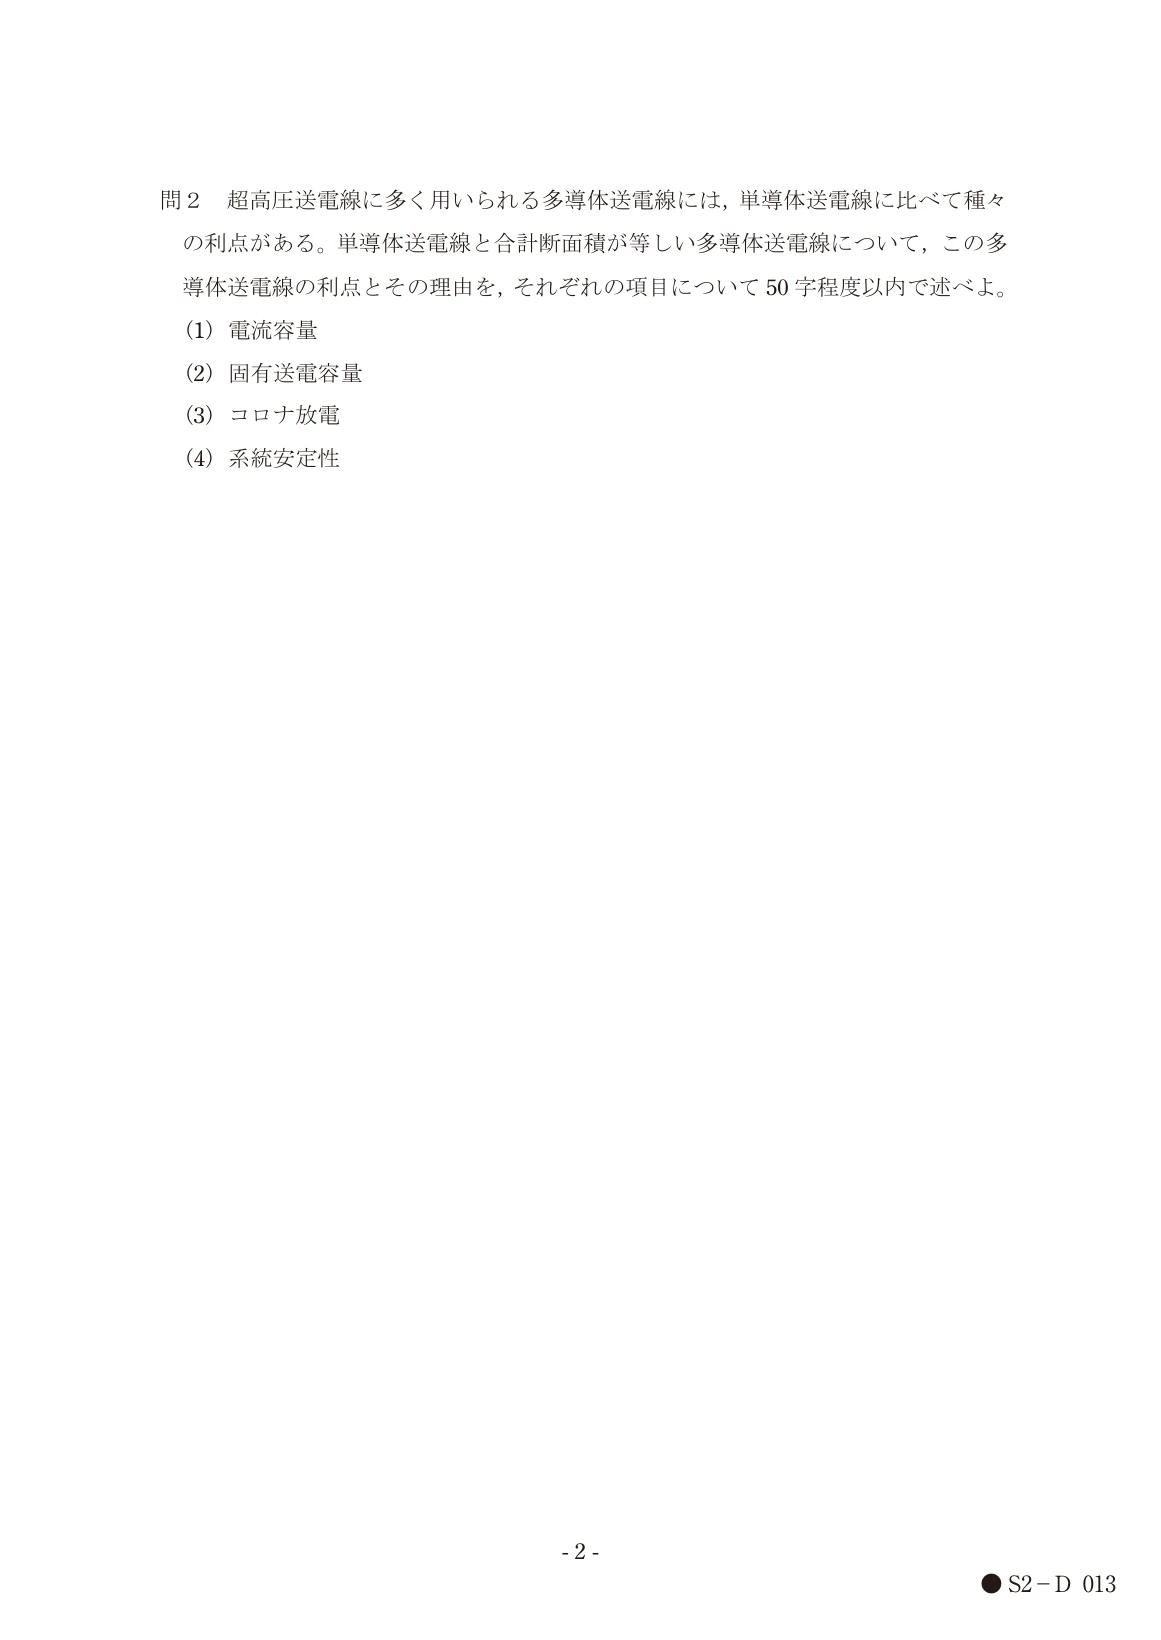 問２　超高圧送電線に多く用いられる多導体送電線には，単導体送電線に比べて種々
の利点がある。単導体送電線と合計断面積が等しい多導体送電線について，この多
導体送電線の利点とその理由を，それぞれの項目について 50 字程度以内で述べよ。
(1) 電流容量
(2) 固有送電容量
(3) コロナ放電
(4) 系統安定性
- 2 -
● S2－D 013